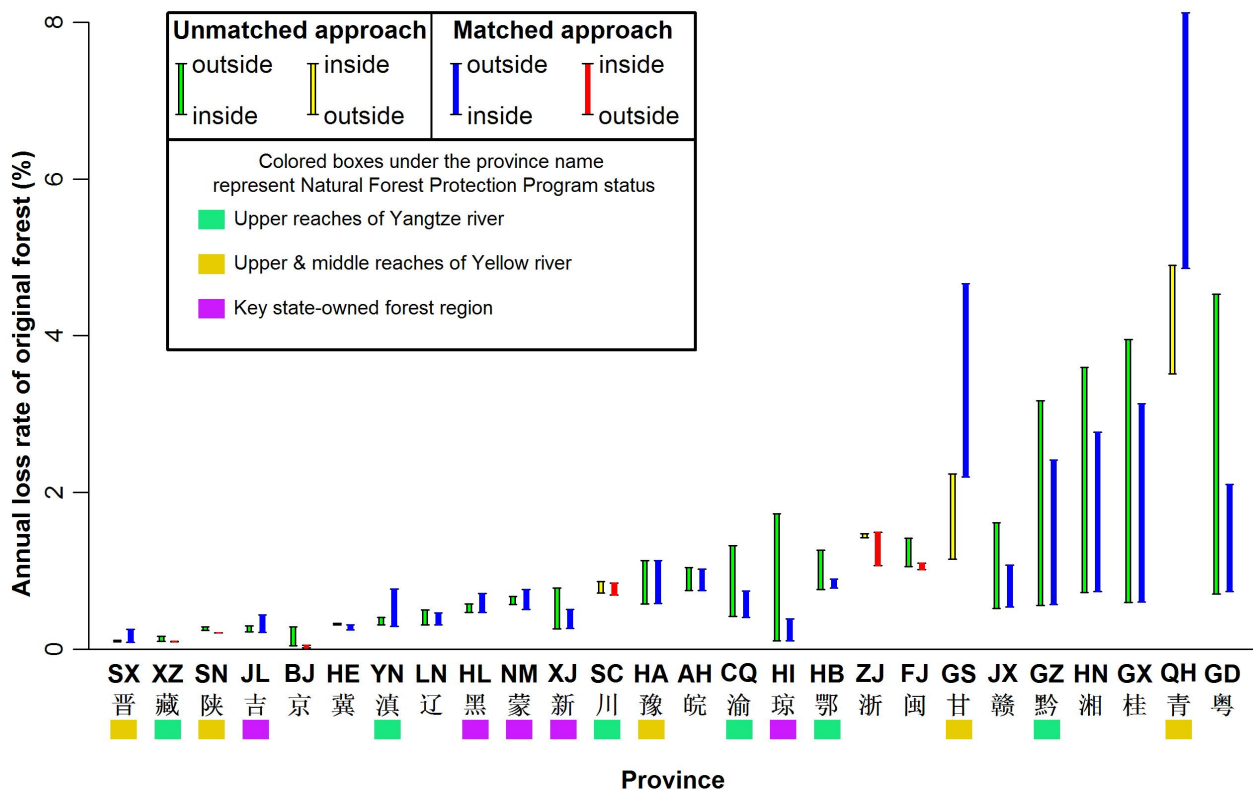 Annual loss rate of original forest (%)
8
6
4
2
0
Unmatched approach
Matched approach
outside
inside
outside
inside
inside
outside
inside
outside
Colored boxes under the province name
represent Natural Forest Protection Program status
Upper reaches of Yangtze river
Upper & middle reaches of Yellow river
Key state-owned forest region
SX XZ SN JL BJ HE YN LN HL NM XJ SC HA AH CQ HI HB ZJ FJ GS JX GZ HN GX QH GD
晋 藏 陕 吉 京 冀 滇 辽 黑 蒙 新 川 豫 皖 渝 琼 鄂 浙 闽 甘 赣 黔 湘 桂 青 粤
Province